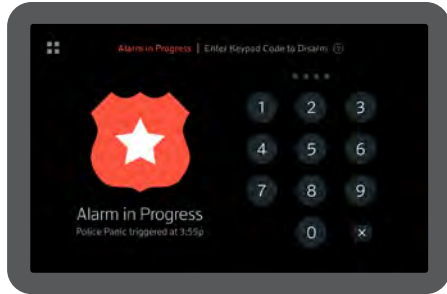 Alarm in Progress | Enter Keypad Code to Disarm ?
1 2 3
4 5 6
7 8 9
0 ×
Alarm in Progress
Police Panic triggered at 3:55p